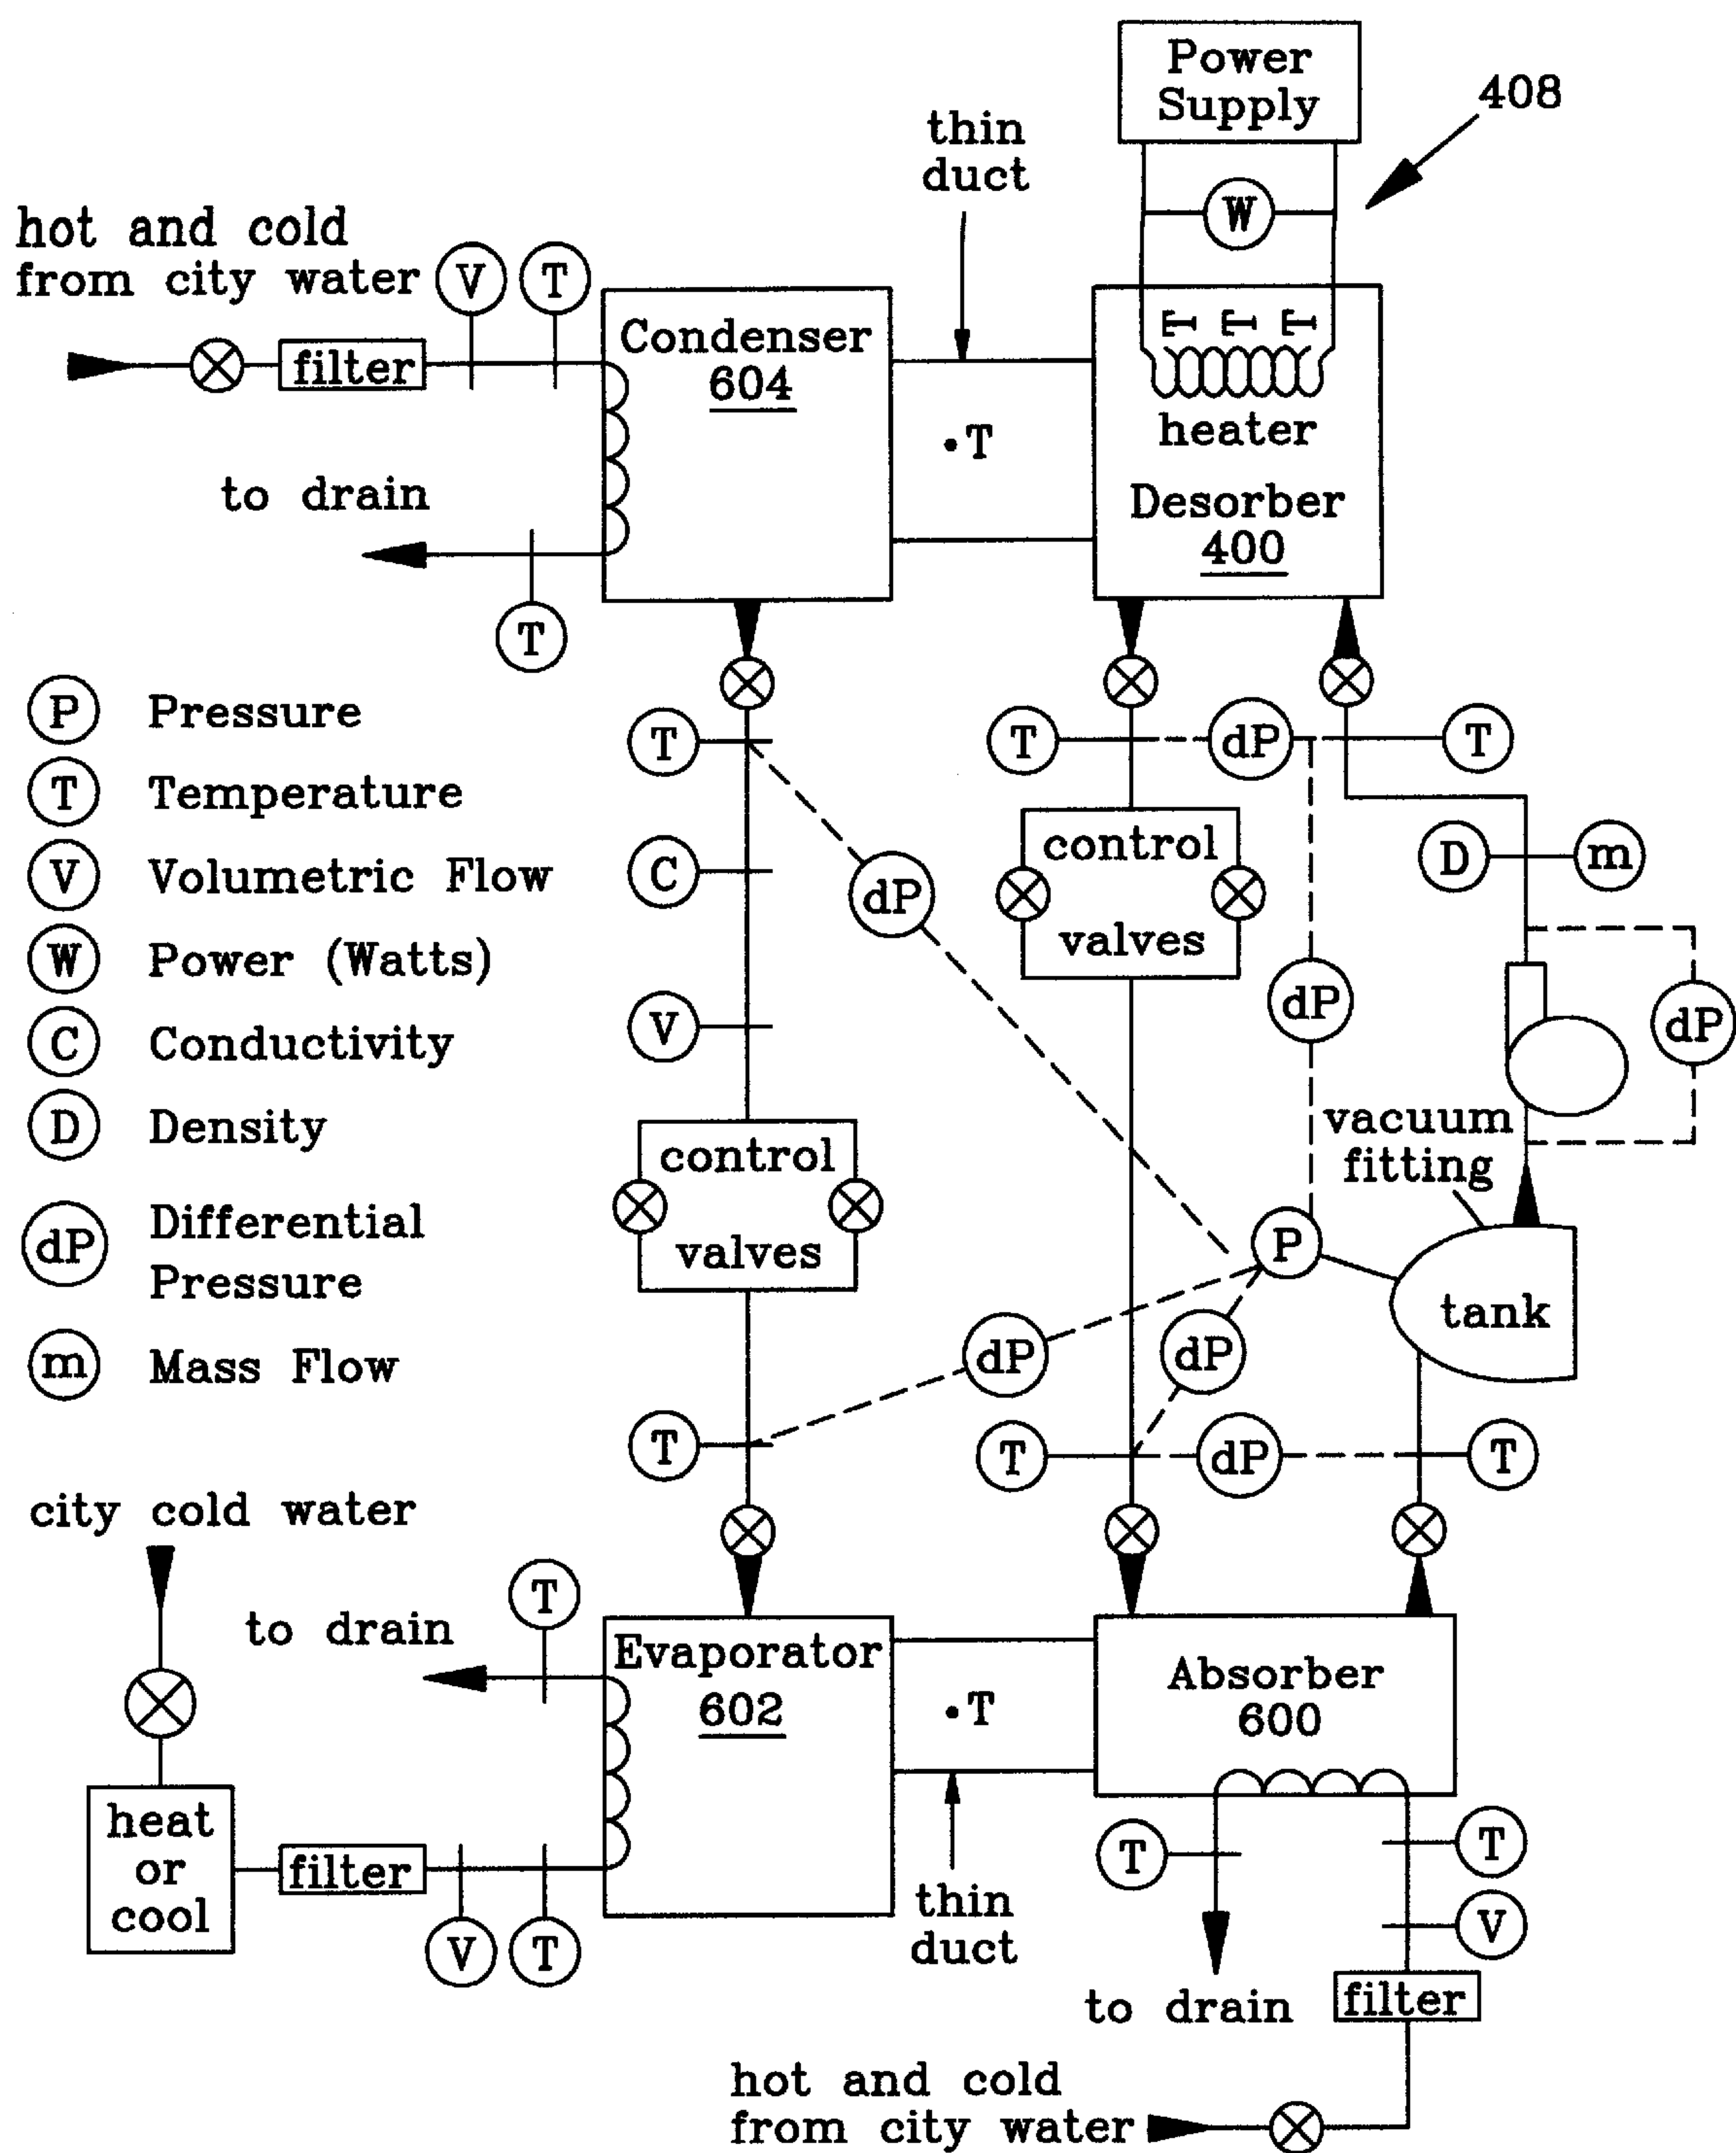 Power
Supply
408
thin
duct
W
hot and cold
from city water
V
T
filter
Condenser
604
T T T
heater
• T
Desorber
400
to drain
T
P Pressure
T Temperature
V Volumetric Flow
W Power (Watts)
C Conductivity
D Density
dP Differential
Pressure
m Mass Flow
T
C
V
control
valves
T
dP
dP
T
dP
T
control
valves
dP
D
m
dP
vacuum
fitting
P
tank
dP
T
dP
T
city cold water
to drain
T
heat
or
cool
filter
V
T
Evaporator
602
• T
thin
duct
Absorber
600
T
T
V
to drain
filter
hot and cold
from city water